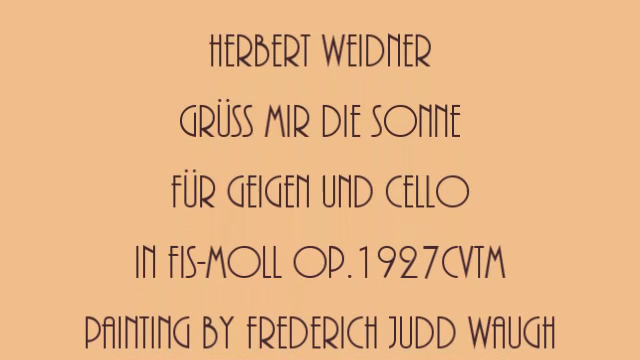 HERBERT WEIDNER
GRÜSS MIR DIE SONNE
FÜR GEIGEN UND CELLO
IN FIS-MOLL OP.1927CVTM
PAINTING BY FREDERICH JUDD WAUGH